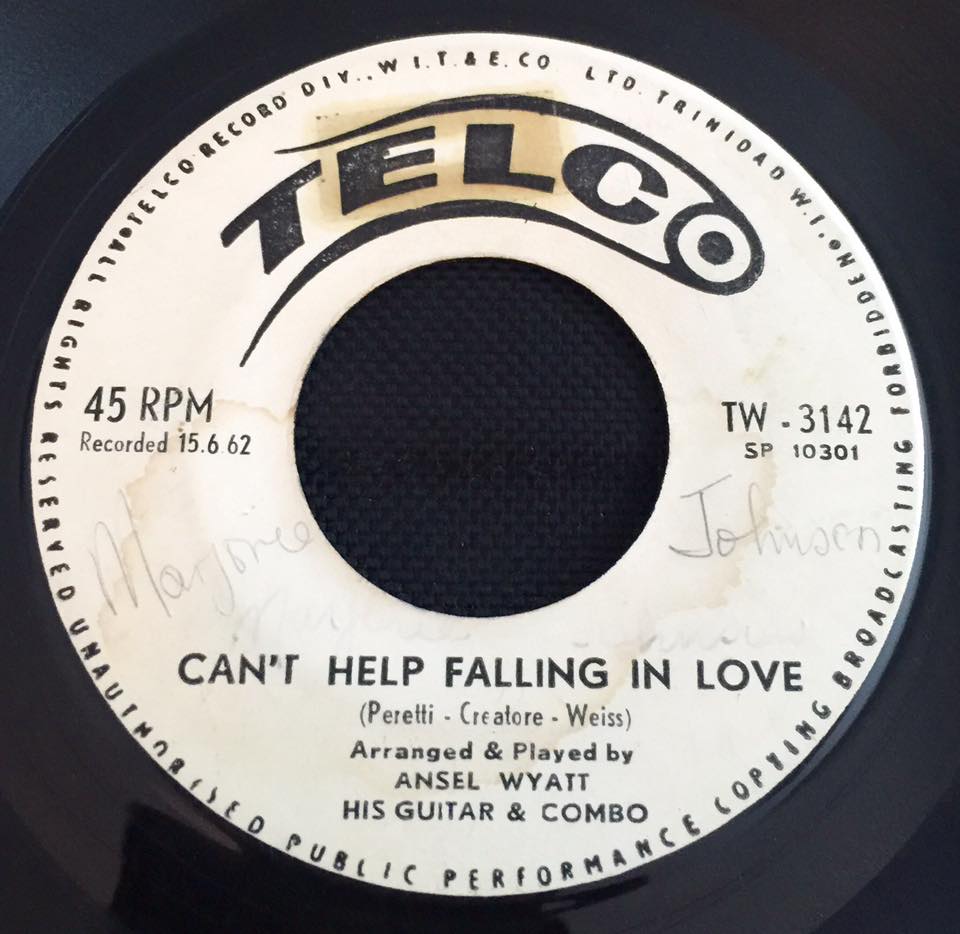 TELCO RECORD DIV., W.I.T. & E. CO LTD. TRINIDAD W.I.
TELCO
45 RPM
Recorded 15.6 62
TW - 3142
SP 10301
Marjorie Johnson
Marjorie Johnson
CAN'T HELP FALLING IN LOVE
(Peretti - Creatore - Weiss)
Arranged & Played by
ANSEL WYATT
HIS GUITAR & COMBO
ALL RIGHTS RESERVED UNAUTHORISED PUBLIC PERFORMANCE COPYING BROADCASTING FORBIDDEN